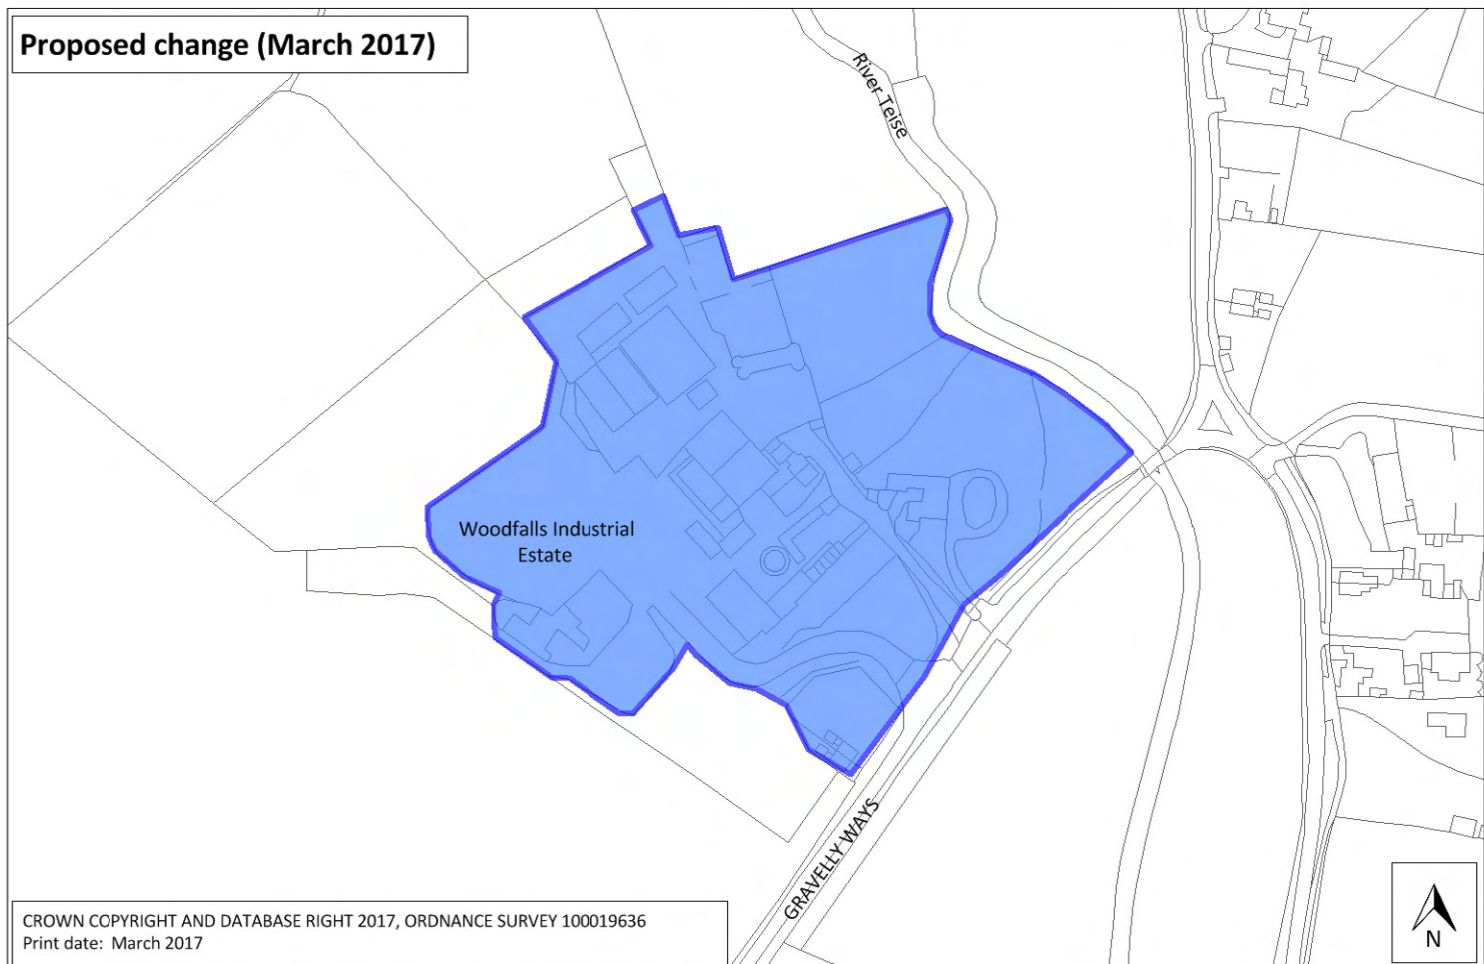 Proposed change (March 2017)
River Teise
Woodfalls Industrial
Estate
GRAVELLY WAYS
CROWN COPYRIGHT AND DATABASE RIGHT 2017, ORDNANCE SURVEY 100019636
Print date: March 2017
N